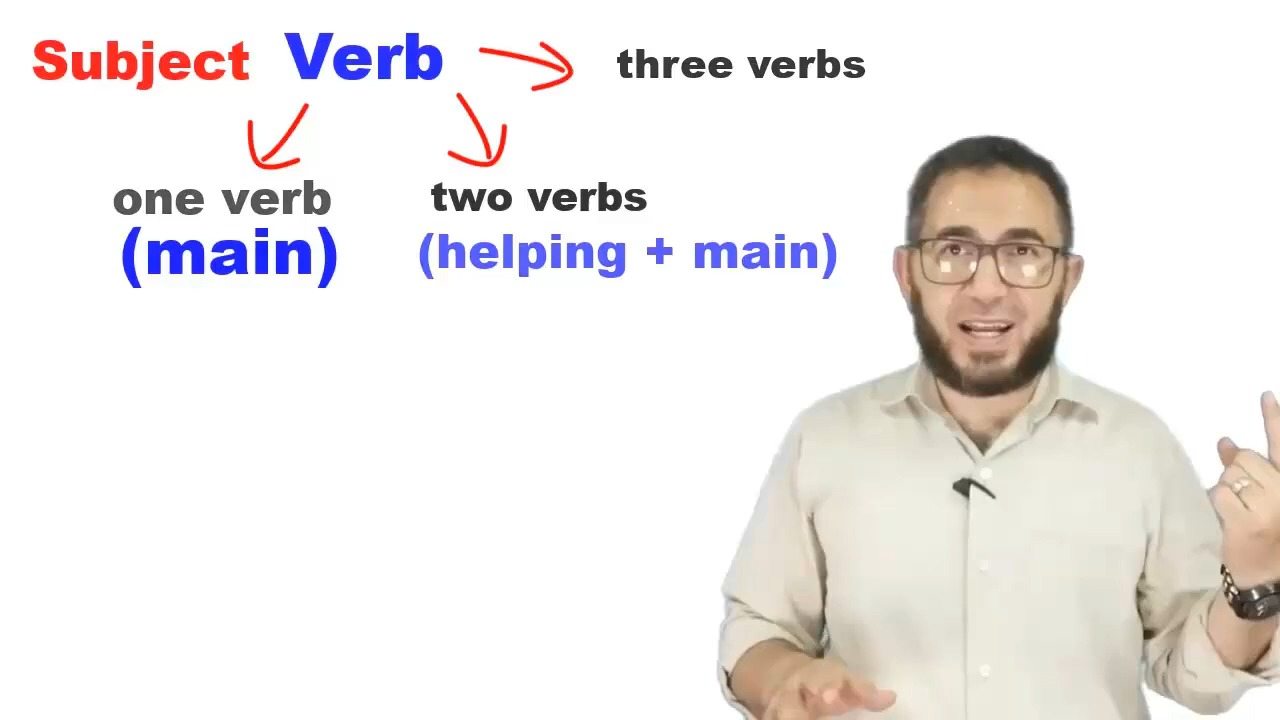 Subject Verb three verbs
one verb two verbs
(main) (helping + main)